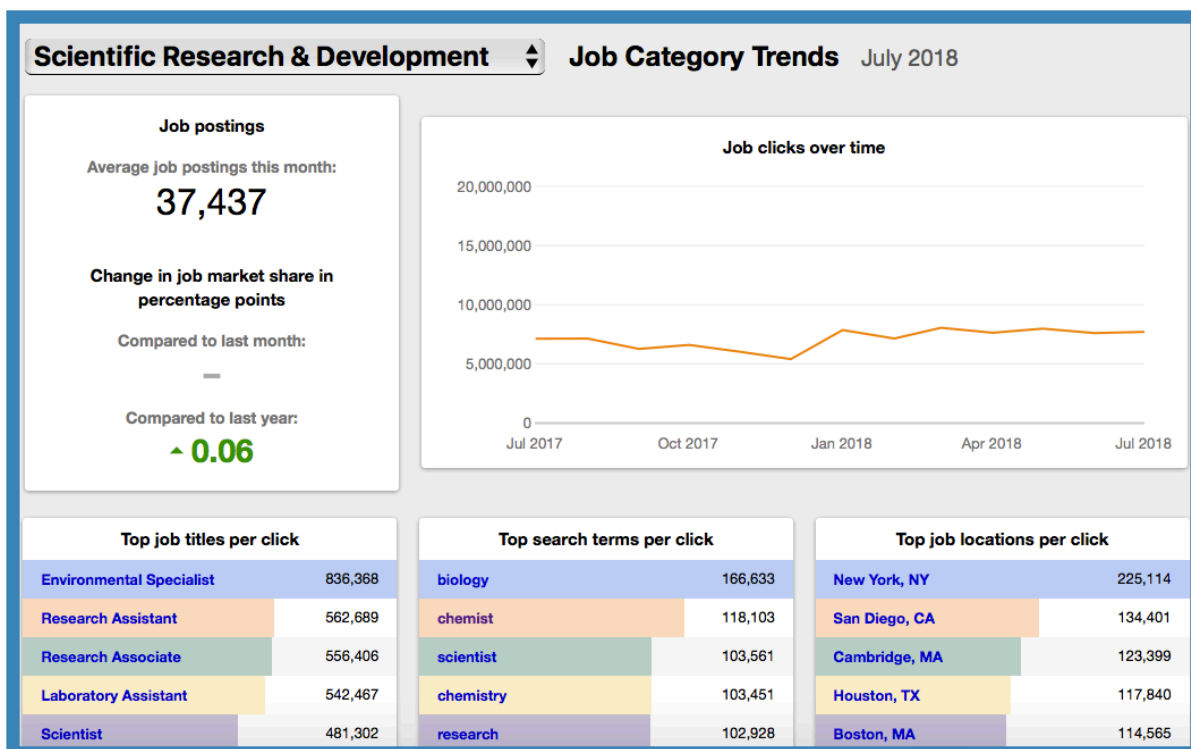 Scientific Research & Development
Job Category Trends July 2018
Job postings
Average job postings this month:
37,437
Change in job market share in
percentage points
Compared to last month:
–
Compared to last year:
0.06
Job clicks over time
20,000,000
15,000,000
10,000,000
5,000,000
0
Jul 2017 Oct 2017 Jan 2018 Apr 2018 Jul 2018
Top job titles per click
Environmental Specialist 836,368
Research Assistant 562,689
Research Associate 556,406
Laboratory Assistant 542,467
Scientist 481,302
Top search terms per click
biology 166,633
chemist 118,103
scientist 103,561
chemistry 103,451
research 102,928
Top job locations per click
New York, NY 225,114
San Diego, CA 134,401
Cambridge, MA 123,399
Houston, TX 117,840
Boston, MA 114,565